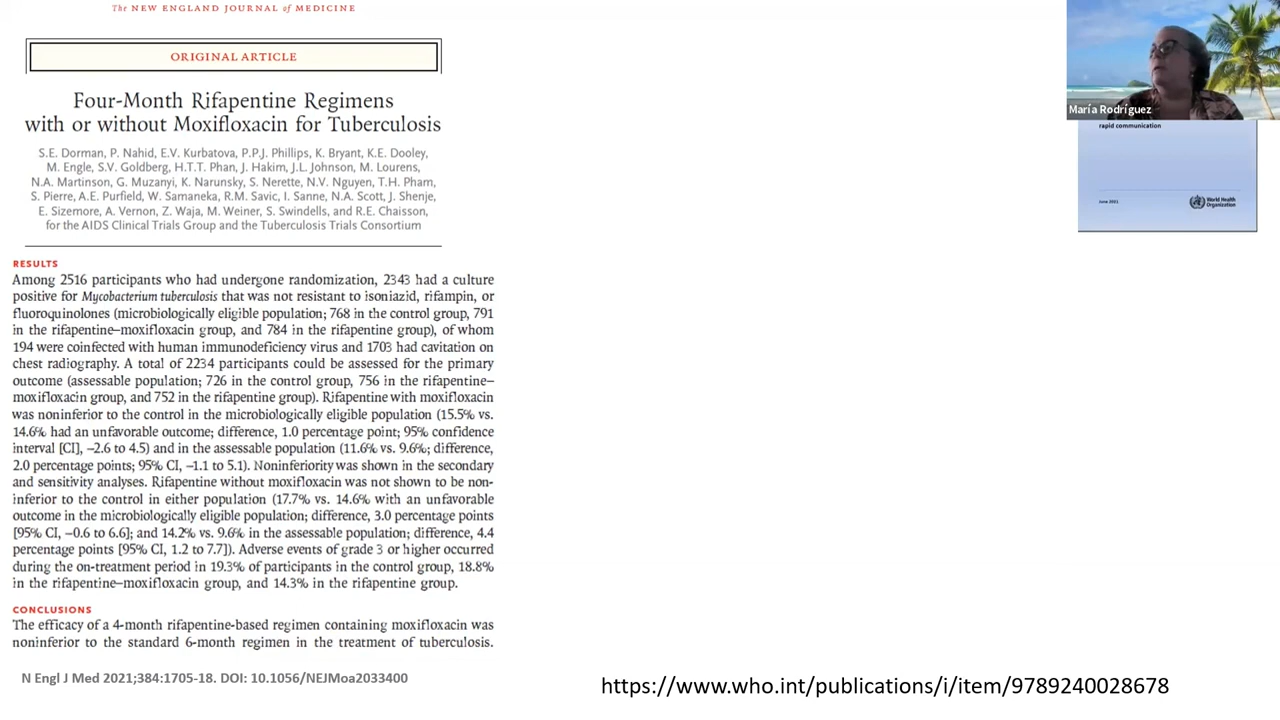 The NEW ENGLAND JOURNAL of MEDICINE
ORIGINAL ARTICLE
Four-Month Rifapentine Regimens
with or without Moxifloxacin for Tuberculosis
S.E. Dorman, P. Nahid, E.V. Kurbatova, P.P.J. Phillips, K. Bryant, K.E. Dooley,
M. Engle, S.V. Goldberg, H.T.T. Phan, J. Hakim, J.L. Johnson, M. Lourens,
N.A. Martinson, G. Muzanyi, K. Narunsky, S. Nerette, N.V. Nguyen, T.H. Pham,
S. Pierre, A.E. Purfield, W. Samaneka, R.M. Savic, I. Sanne, N.A. Scott, J. Shenje,
E. Sizemore, A. Vernon, Z. Waja, M. Weiner, S. Swindells, and R.E. Chaisson,
for the AIDS Clinical Trials Group and the Tuberculosis Trials Consortium
RESULTS
Among 2516 participants who had undergone randomization, 2343 had a culture
positive for Mycobacterium tuberculosis that was not resistant to isoniazid, rifampin, or
fluoroquinolones (microbiologically eligible population; 768 in the control group, 791
in the rifapentine–moxifloxacin group, and 784 in the rifapentine group), of whom
194 were coinfected with human immunodeficiency virus and 1703 had cavitation on
chest radiography. A total of 2234 participants could be assessed for the primary
outcome (assessable population; 726 in the control group, 756 in the rifapentine–
moxifloxacin group, and 752 in the rifapentine group). Rifapentine with moxifloxacin
was noninferior to the control in the microbiologically eligible population (15.5% vs.
14.6% had an unfavorable outcome; difference, 1.0 percentage point; 95% confidence
interval [CI], −2.6 to 4.5) and in the assessable population (11.6% vs. 9.6%; difference,
2.0 percentage points; 95% CI, −1.1 to 5.1). Noninferiority was shown in the secondary
and sensitivity analyses. Rifapentine without moxifloxacin was not shown to be non-
inferior to the control in either population (17.7% vs. 14.6% with an unfavorable
outcome in the microbiologically eligible population; difference, 3.0 percentage points
[95% CI, −0.6 to 6.6]; and 14.2% vs. 9.6% in the assessable population; difference, 4.4
percentage points [95% CI, 1.2 to 7.7]). Adverse events of grade 3 or higher occurred
during the on-treatment period in 19.3% of participants in the control group, 18.8%
in the rifapentine–moxifloxacin group, and 14.3% in the rifapentine group.
CONCLUSIONS
The efficacy of a 4-month rifapentine-based regimen containing moxifloxacin was
noninferior to the standard 6-month regimen in the treatment of tuberculosis.
N Engl J Med 2021;384:1705-18. DOI: 10.1056/NEJMoa2033400
María Rodríguez
rapid communication
June 2021
World Health
Organization
https://www.who.int/publications/i/item/9789240028678